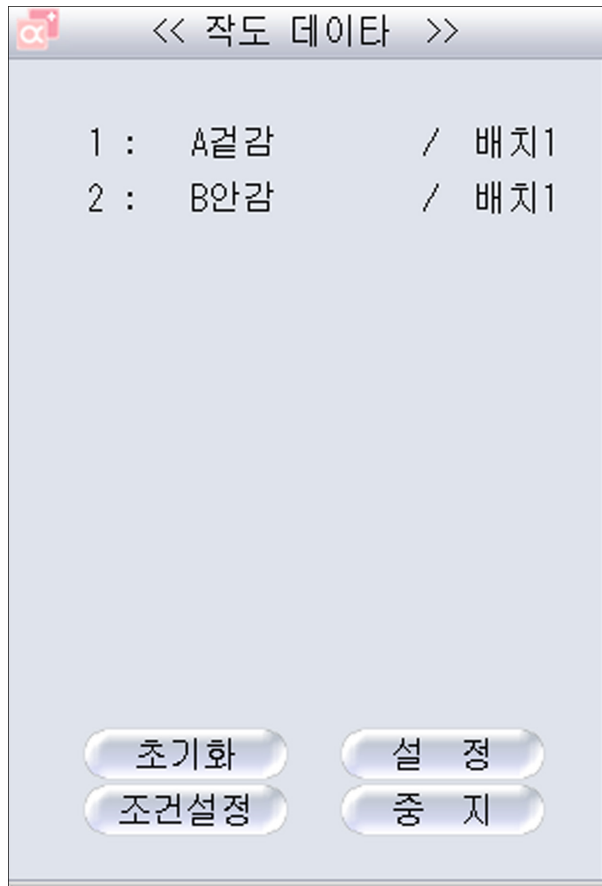 << 작도 데이타 >>
1 : A겉감 / 배치1
2 : B안감 / 배치1
초기화 설 정
조건설정 중 지